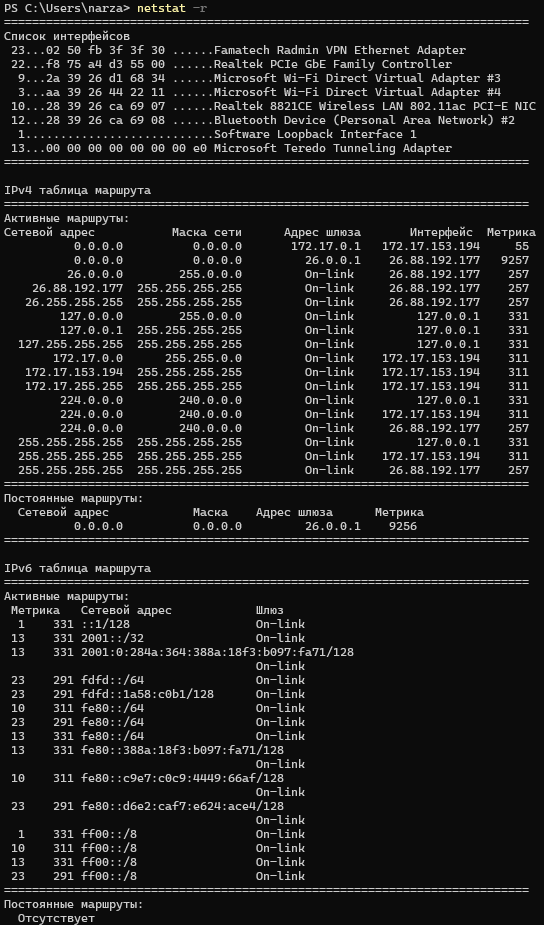 PS C:\Users\narza> netstat -r
===========================================================================
Список интерфейсов
 23...02 50 fb 3f 3f 30 ......Famatech Radmin VPN Ethernet Adapter
 22...f8 75 a4 d3 55 00 ......Realtek PCIe GbE Family Controller
  9...2a 39 26 d1 68 34 ......Microsoft Wi-Fi Direct Virtual Adapter #3
  3...aa 39 26 44 22 11 ......Microsoft Wi-Fi Direct Virtual Adapter #4
 10...28 39 26 ca 69 07 ......Realtek 8821CE Wireless LAN 802.11ac PCI-E NIC
 12...28 39 26 ca 69 08 ......Bluetooth Device (Personal Area Network) #2
  1...........................Software Loopback Interface 1
 13...00 00 00 00 00 00 00 e0 Microsoft Teredo Tunneling Adapter
===========================================================================

IPv4 таблица маршрута
===========================================================================
Активные маршруты:
Сетевой адрес           Маска сети      Адрес шлюза       Интерфейс  Метрика
          0.0.0.0          0.0.0.0       172.17.0.1   172.17.153.194     55
          0.0.0.0          0.0.0.0         26.0.0.1    26.88.192.177   9257
         26.0.0.0        255.0.0.0         On-link     26.88.192.177    257
    26.88.192.177  255.255.255.255         On-link     26.88.192.177    257
   26.255.255.255  255.255.255.255         On-link     26.88.192.177    257
        127.0.0.0        255.0.0.0         On-link         127.0.0.1    331
        127.0.0.1  255.255.255.255         On-link         127.0.0.1    331
  127.255.255.255  255.255.255.255         On-link         127.0.0.1    331
       172.17.0.0      255.255.0.0         On-link    172.17.153.194    311
   172.17.153.194  255.255.255.255         On-link    172.17.153.194    311
   172.17.255.255  255.255.255.255         On-link    172.17.153.194    311
        224.0.0.0        240.0.0.0         On-link         127.0.0.1    331
        224.0.0.0        240.0.0.0         On-link    172.17.153.194    311
        224.0.0.0        240.0.0.0         On-link     26.88.192.177    257
  255.255.255.255  255.255.255.255         On-link         127.0.0.1    331
  255.255.255.255  255.255.255.255         On-link    172.17.153.194    311
  255.255.255.255  255.255.255.255         On-link     26.88.192.177    257
===========================================================================
Постоянные маршруты:
  Сетевой адрес            Маска    Адрес шлюза      Метрика
          0.0.0.0          0.0.0.0         26.0.0.1    9256
===========================================================================

IPv6 таблица маршрута
===========================================================================
Активные маршруты:
 Метрика   Сетевой адрес            Шлюз
  1    331 ::1/128                  On-link
 13    331 2001::/32                On-link
 13    331 2001:0:284a:364:388a:18f3:b097:fa71/128
                                    On-link
 23    291 fdfd::/64                On-link
 23    291 fdfd::1a58:c0b1/128      On-link
 10    311 fe80::/64                On-link
 23    291 fe80::/64                On-link
 13    331 fe80::/64                On-link
 13    331 fe80::388a:18f3:b097:fa71/128
                                    On-link
 10    311 fe80::c9e7:c0c9:4449:66af/128
                                    On-link
 23    291 fe80::d6e2:caf7:e624:ace4/128
                                    On-link
  1    331 ff00::/8                 On-link
 10    311 ff00::/8                 On-link
 13    331 ff00::/8                 On-link
 23    291 ff00::/8                 On-link
===========================================================================
Постоянные маршруты:
  Отсутствует